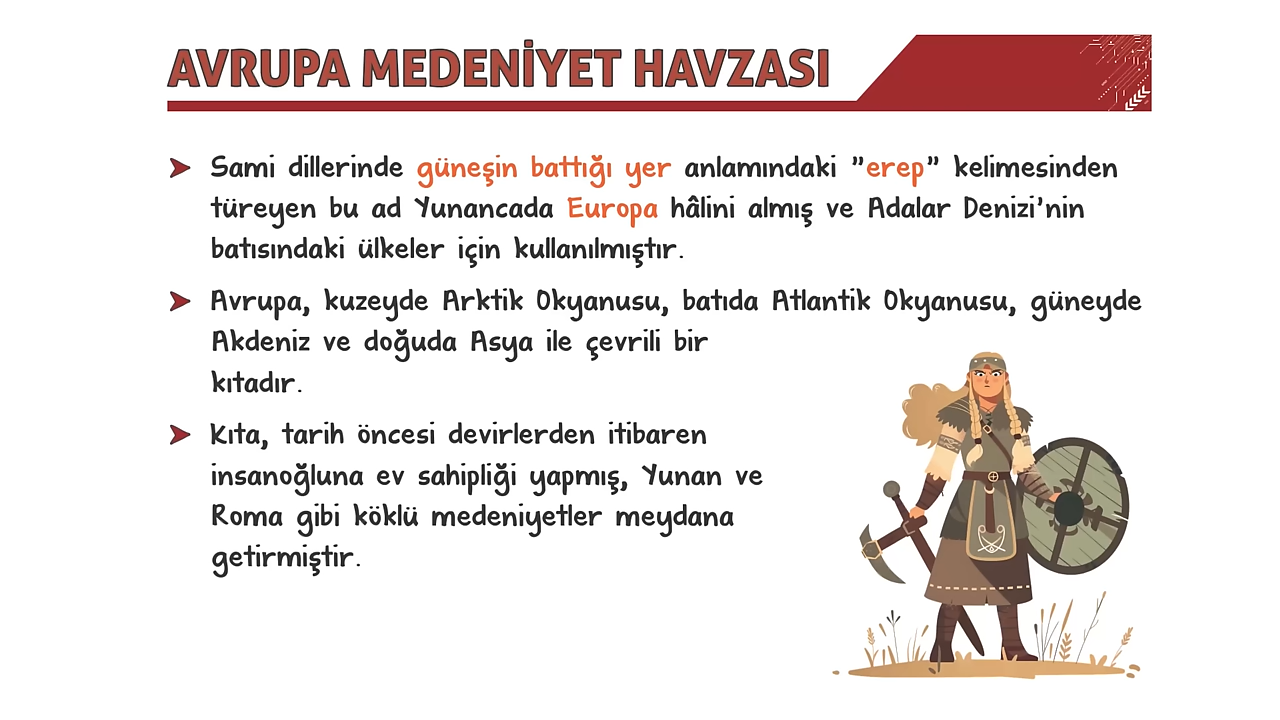 AVRUPA MEDENİYET HAVZASI
Sami dillerinde güneşin battığı yer anlamındaki "erep" kelimesinden
türeyen bu ad Yunancada Europa hâlini almış ve Adalar Denizi'nin
batısındaki ülkeler için kullanılmıştır.
Avrupa, kuzeyde Arktik Okyanusu, batıda Atlantik Okyanusu, güneyde
Akdeniz ve doğuda Asya ile çevrili bir
kıtadır.
Kıta, tarih öncesi devirlerden itibaren
insanoğluna ev sahipliği yapmış, Yunan ve
Roma gibi köklü medeniyetler meydana
getirmiştir.